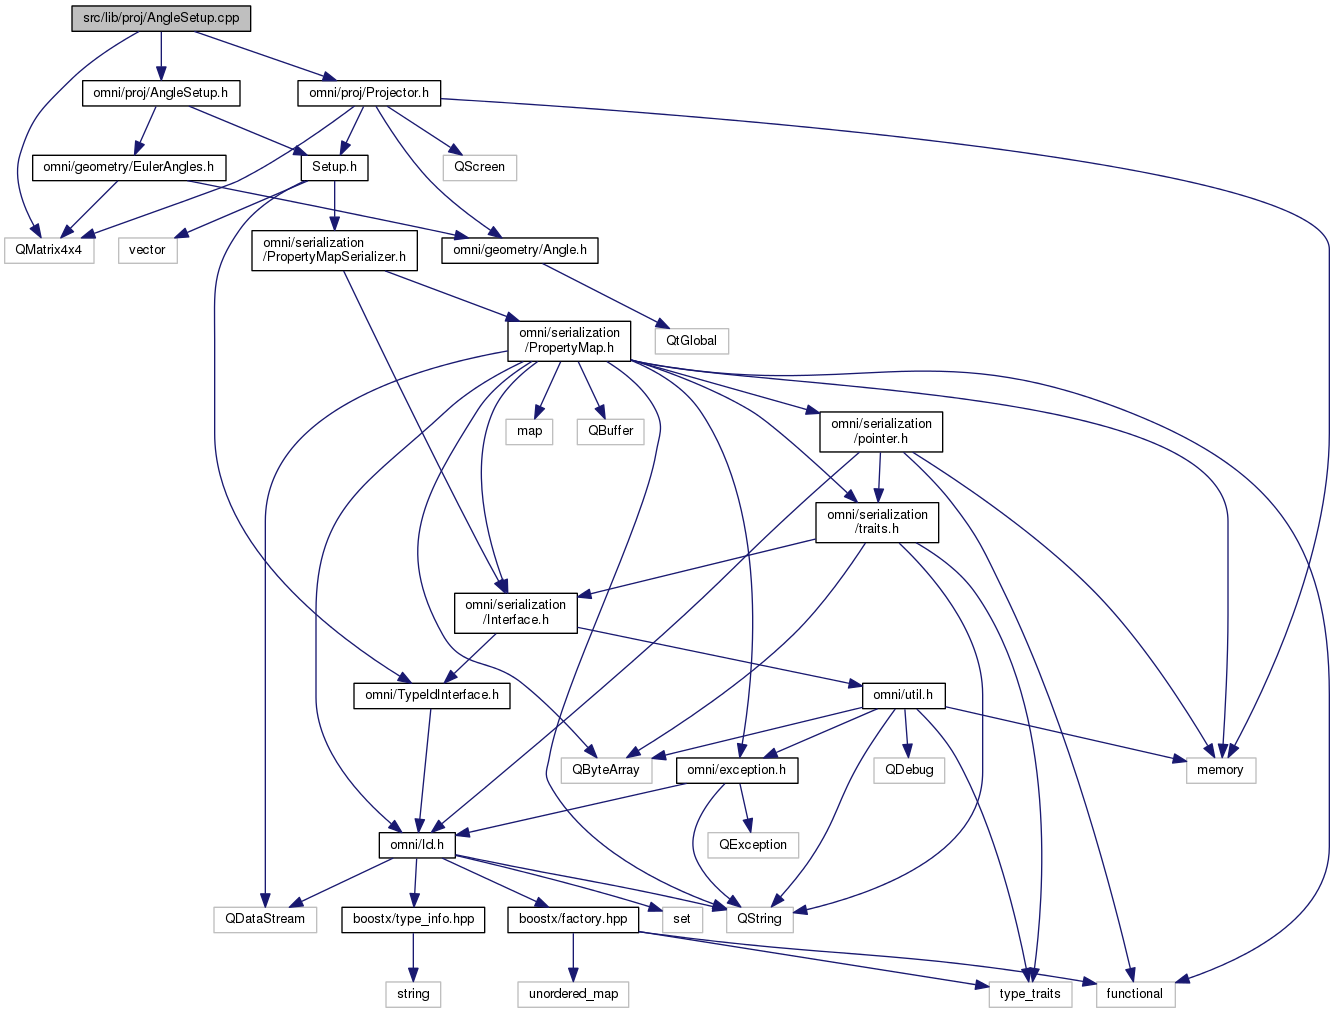 src/lib/proj/AngleSetup.cpp
omni/proj/AngleSetup.h
omni/proj/Projector.h
omni/geometry/EulerAngles.h
Setup.h
QScreen
QMatrix4x4
vector
omni/serialization
/PropertyMapSerializer.h
omni/geometry/Angle.h
omni/serialization
/PropertyMap.h
QtGlobal
map
QBuffer
omni/serialization
/pointer.h
omni/serialization
/traits.h
omni/serialization
/Interface.h
omni/TypeIdInterface.h
omni/util.h
QByteArray
omni/exception.h
QDebug
memory
omni/Id.h
QException
QDataStream
boostx/type_info.hpp
boostx/factory.hpp
set
QString
string
unordered_map
type_traits
functional